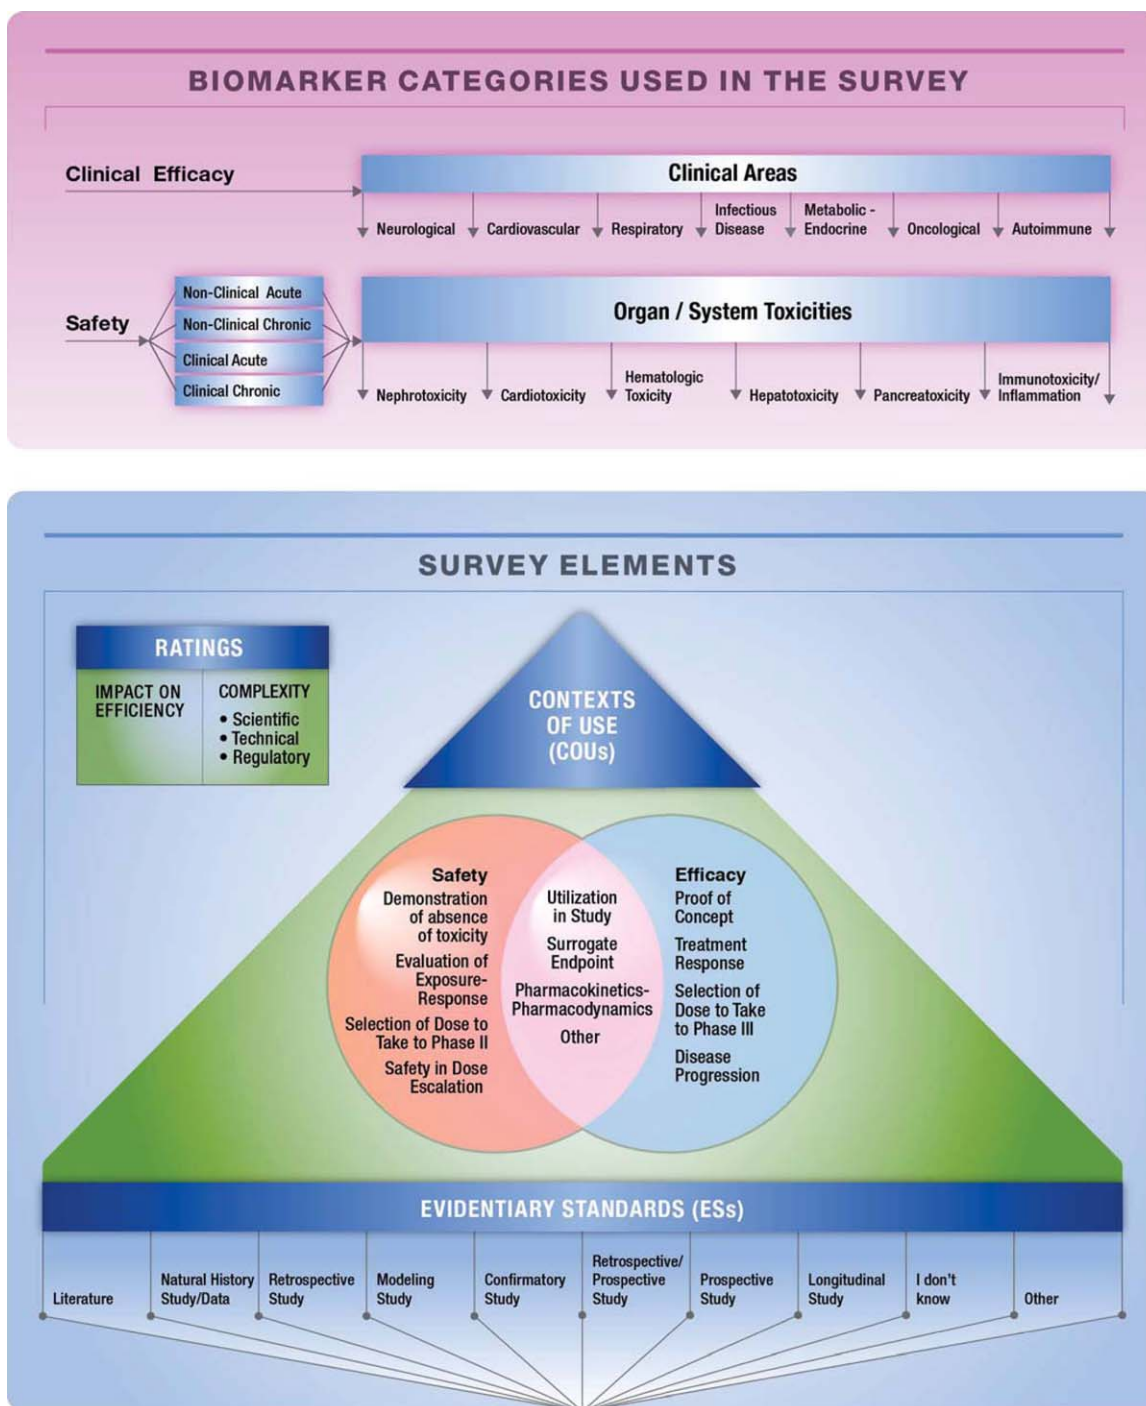 BIOMARKER CATEGORIES USED IN THE SURVEY
Clinical Efficacy
Clinical Areas
Neurological
Cardiovascular
Respiratory
Infectious
Disease
Metabolic -
Endocrine
Oncological
Autoimmune
Safety
Non-Clinical Acute
Non-Clinical Chronic
Clinical Acute
Clinical Chronic
Organ / System Toxicities
Nephrotoxicity
Cardiotoxicity
Hematologic
Toxicity
Hepatotoxicity
Pancreatoxicity
Immunotoxicity/
Inflammation
SURVEY ELEMENTS
RATINGS
IMPACT ON
EFFICIENCY
COMPLEXITY
• Scientific
• Technical
• Regulatory
CONTEXTS
OF USE
(COUs)
Safety
Demonstration
of absence
of toxicity
Evaluation of
Exposure-
Response
Selection of Dose to
Take to Phase II
Safety in Dose
Escalation
Utilization
in Study
Surrogate
Endpoint
Pharmacokinetics-
Pharmacodynamics
Other
Efficacy
Proof of
Concept
Treatment
Response
Selection of
Dose to Take
to Phase III
Disease
Progression
EVIDENTIARY STANDARDS (ESs)
Literature
Natural History
Study/Data
Retrospective
Study
Modeling
Study
Confirmatory
Study
Retrospective/
Prospective
Study
Prospective
Study
Longitudinal
Study
I don't
know
Other